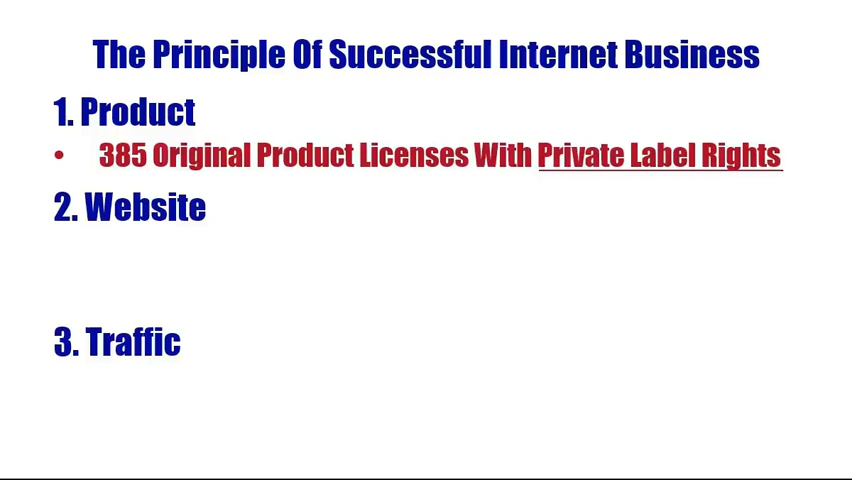 The Principle Of Successful Internet Business
1. Product
• 385 Original Product Licenses With Private Label Rights
2. Website
3. Traffic